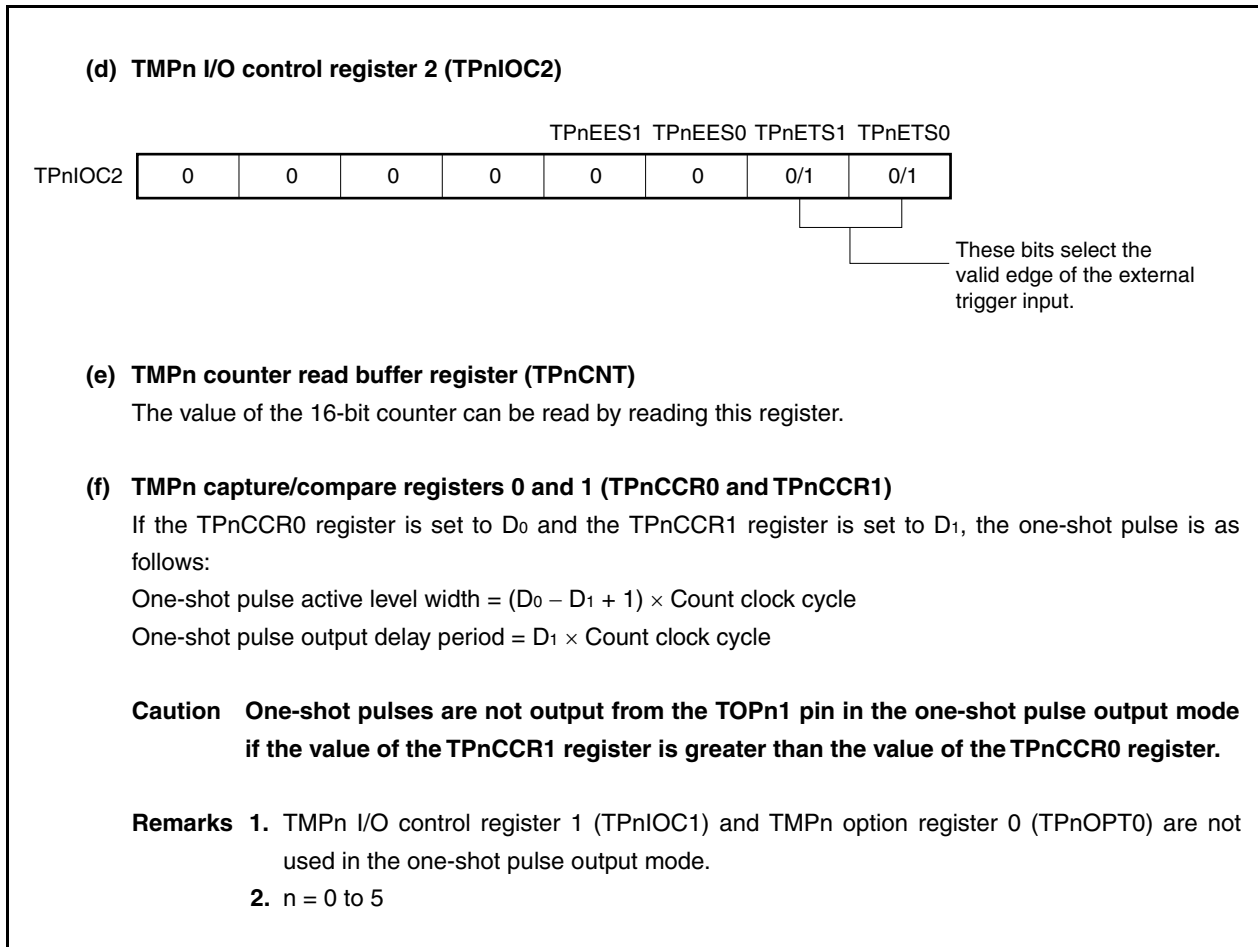 (d) TMPn I/O control register 2 (TPnIOC2)
TPnEES1 TPnEES0 TPnETS1 TPnETS0
TPnIOC2 0 0 0 0 0 0 0/1 0/1
These bits select the
valid edge of the external
trigger input.
(e) TMPn counter read buffer register (TPnCNT)
The value of the 16-bit counter can be read by reading this register.
(f) TMPn capture/compare registers 0 and 1 (TPnCCR0 and TPnCCR1)
If the TPnCCR0 register is set to D0 and the TPnCCR1 register is set to D1, the one-shot pulse is as
follows:
One-shot pulse active level width = (D0 − D1 + 1) × Count clock cycle
One-shot pulse output delay period = D1 × Count clock cycle
Caution One-shot pulses are not output from the TOPn1 pin in the one-shot pulse output mode
if the value of the TPnCCR1 register is greater than the value of the TPnCCR0 register.
Remarks 1. TMPn I/O control register 1 (TPnIOC1) and TMPn option register 0 (TPnOPT0) are not
used in the one-shot pulse output mode.
2. n = 0 to 5